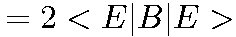 = 2 < E|B|E >